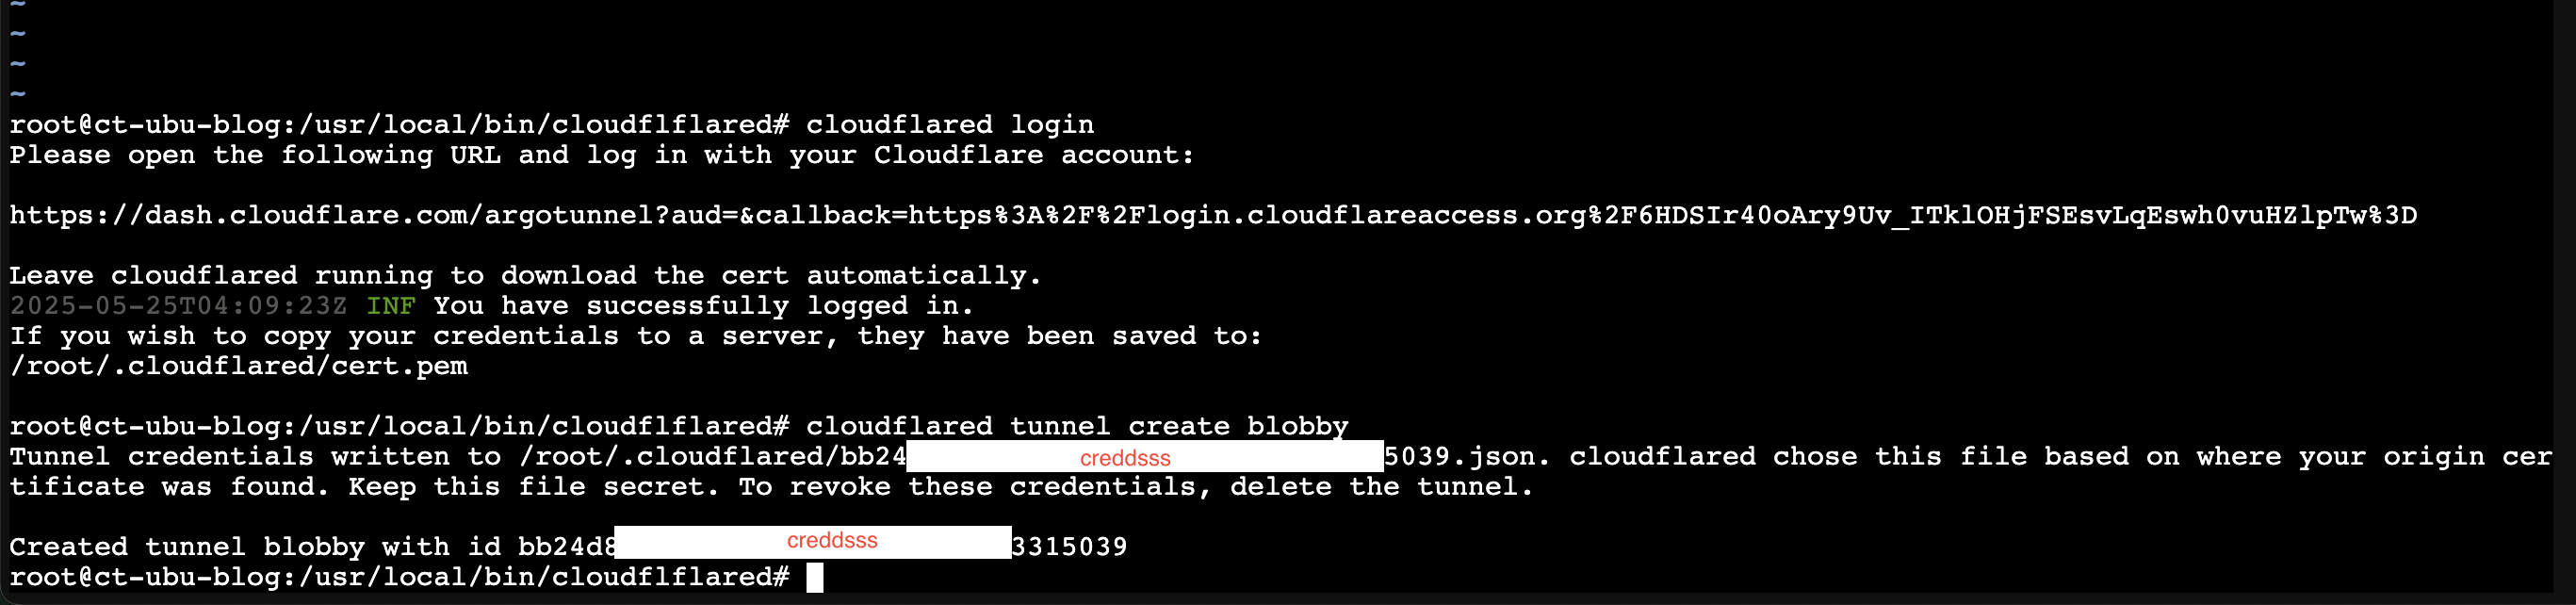 ~
~
~
~
root@ct-ubu-blog:/usr/local/bin/cloudflflared# cloudflared login
Please open the following URL and log in with your Cloudflare account:
https://dash.cloudflare.com/argotunnel?aud=&callback=https%3A%2F%2Flogin.cloudflareaccess.org%2F6HDSIr40oAry9Uv_ITklOHjFSEsvLqEswh0vuHZlpTw%3D
Leave cloudflared running to download the cert automatically.
2025-05-25T04:09:23Z INF You have successfully logged in.
If you wish to copy your credentials to a server, they have been saved to:
/root/.cloudflared/cert.pem
root@ct-ubu-blog:/usr/local/bin/cloudflflared# cloudflared tunnel create blobby
Tunnel credentials written to /root/.cloudflared/bb24 creddsss 5039.json. cloudflared chose this file based on where your origin cer
tificate was found. Keep this file secret. To revoke these credentials, delete the tunnel.
Created tunnel blobby with id bb24d8 creddsss 3315039
root@ct-ubu-blog:/usr/local/bin/cloudflflared#